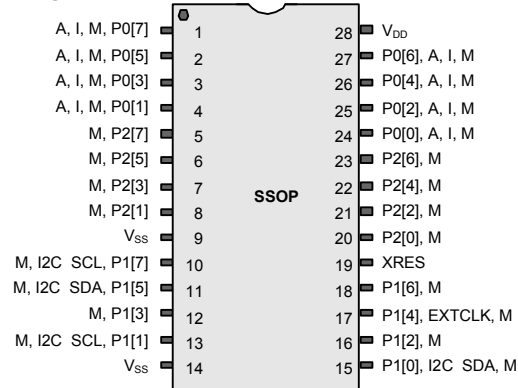 A, I, M, P0[7] 1 28 VDD
A, I, M, P0[5] 2 27 P0[6], A, I, M
A, I, M, P0[3] 3 26 P0[4], A, I, M
A, I, M, P0[1] 4 25 P0[2], A, I, M
M, P2[7] 5 24 P0[0], A, I, M
M, P2[5] 6 23 P2[6], M
M, P2[3] 7 22 P2[4], M
SSOP
M, P2[1] 8 21 P2[2], M
VSS 9 20 P2[0], M
M, I2C SCL, P1[7] 10 19 XRES
M, I2C SDA, P1[5] 11 18 P1[6], M
M, P1[3] 12 17 P1[4], EXTCLK, M
M, I2C SCL, P1[1] 13 16 P1[2], M
VSS 14 15 P1[0], I2C SDA, M